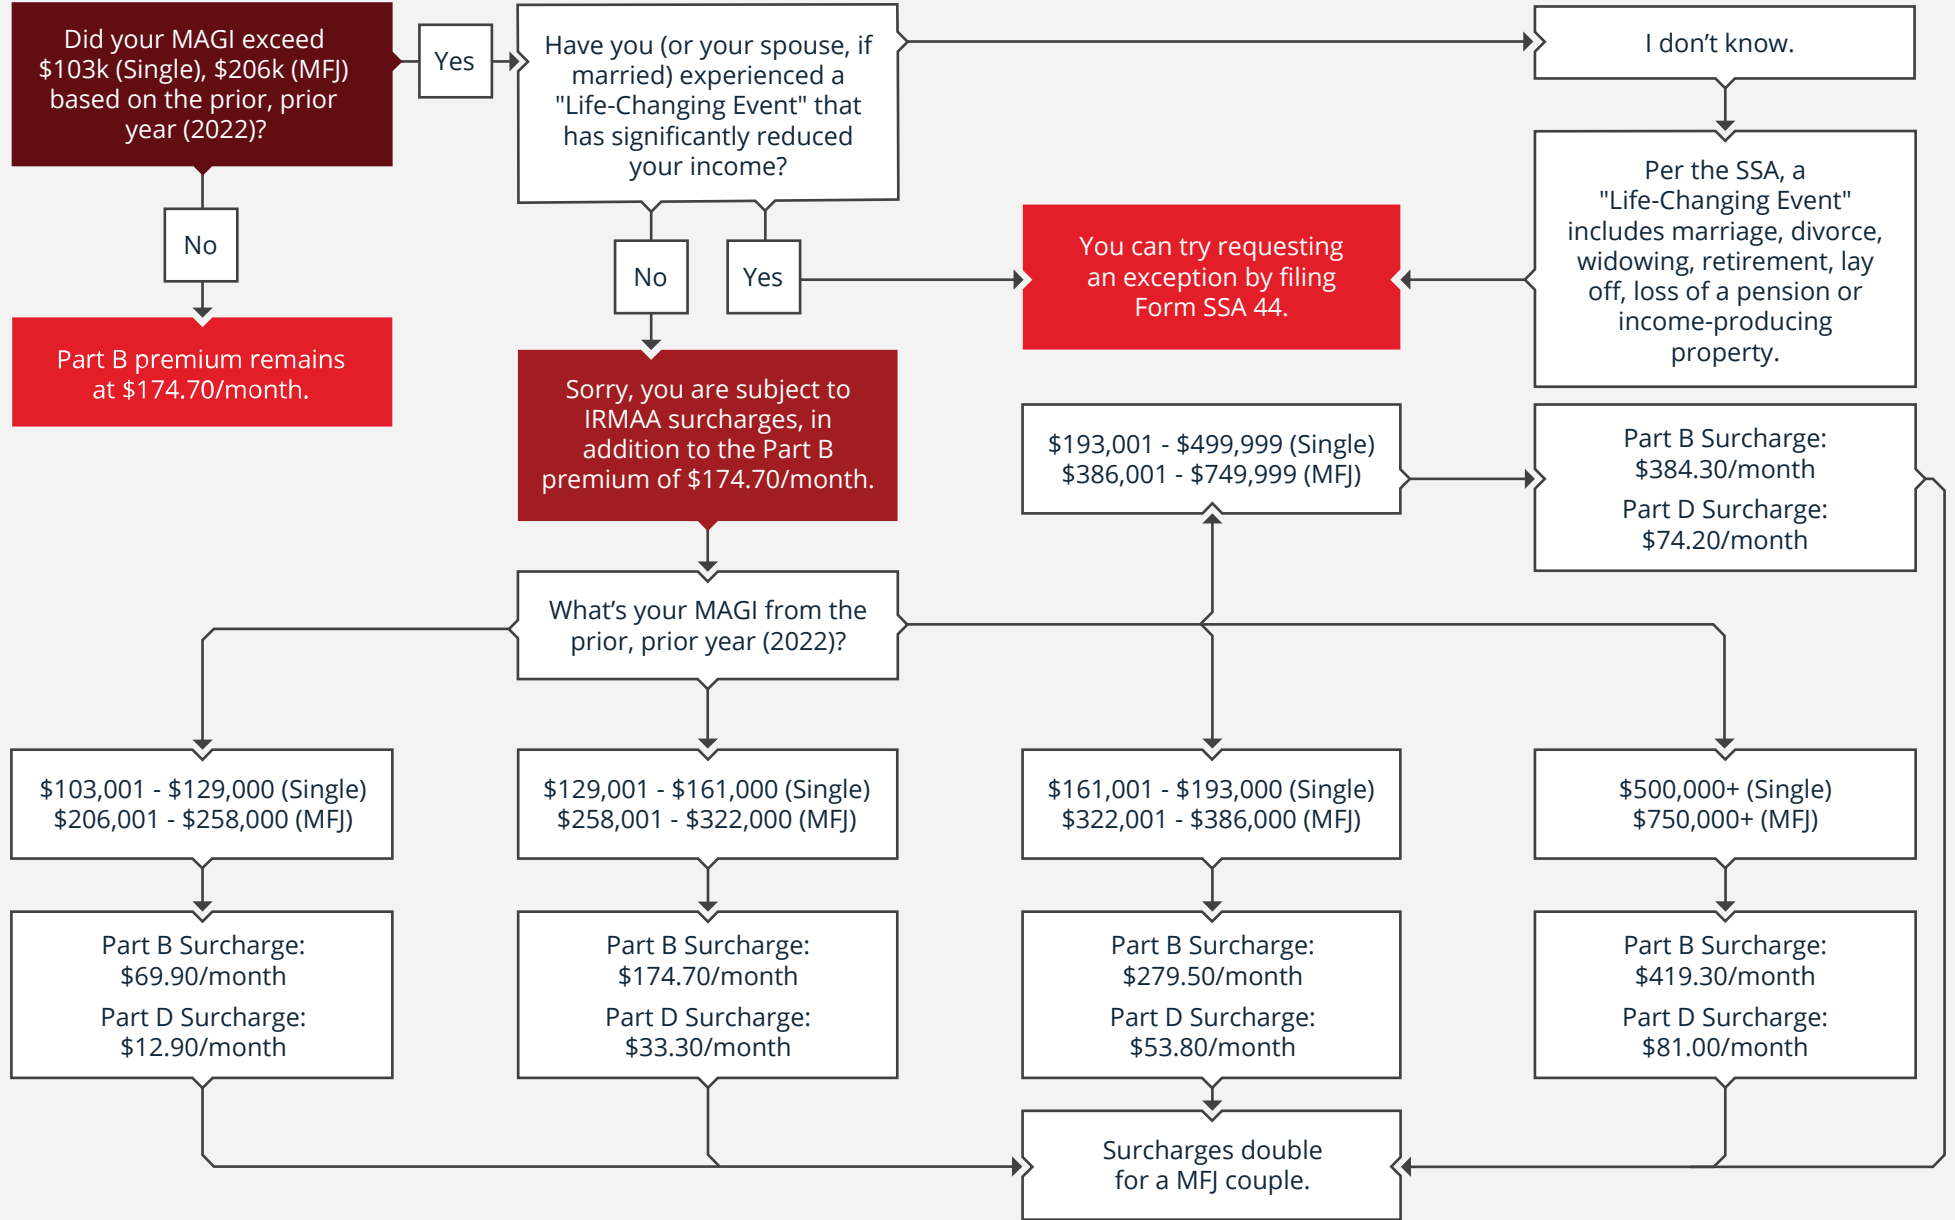 Did your MAGI exceed
$103k (Single), $206k (MFJ)
based on the prior, prior
year (2022)?
Yes
Have you (or your spouse, if
married) experienced a
"Life-Changing Event" that
has significantly reduced
your income?
I don’t know.
Per the SSA, a
"Life-Changing Event"
includes marriage, divorce,
widowing, retirement, lay
off, loss of a pension or
income-producing
property.
No
No
Yes
You can try requesting
an exception by filing
Form SSA 44.
Part B premium remains
at $174.70/month.
Sorry, you are subject to
IRMAA surcharges, in
addition to the Part B
premium of $174.70/month.
$193,001 - $499,999 (Single)
$386,001 - $749,999 (MFJ)
Part B Surcharge:
$384.30/month
Part D Surcharge:
$74.20/month
What’s your MAGI from the
prior, prior year (2022)?
$103,001 - $129,000 (Single)
$206,001 - $258,000 (MFJ)
$129,001 - $161,000 (Single)
$258,001 - $322,000 (MFJ)
$161,001 - $193,000 (Single)
$322,001 - $386,000 (MFJ)
$500,000+ (Single)
$750,000+ (MFJ)
Part B Surcharge:
$69.90/month
Part D Surcharge:
$12.90/month
Part B Surcharge:
$174.70/month
Part D Surcharge:
$33.30/month
Part B Surcharge:
$279.50/month
Part D Surcharge:
$53.80/month
Part B Surcharge:
$419.30/month
Part D Surcharge:
$81.00/month
Surcharges double
for a MFJ couple.